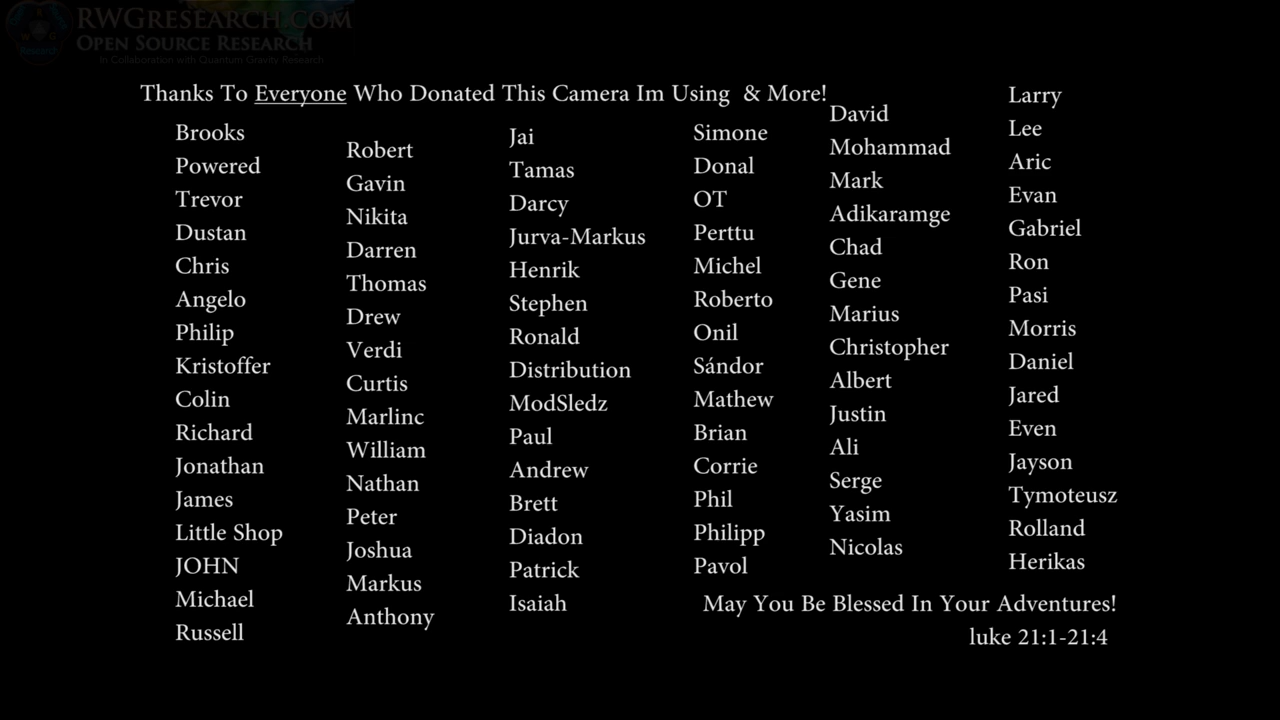 RWGRESEARCH.COM
OPEN SOURCE RESEARCH
In Collaboration with Quantum Gravity Research
Thanks To Everyone Who Donated This Camera Im Using & More!
Brooks
Powered
Trevor
Dustan
Chris
Angelo
Philip
Kristoffer
Colin
Richard
Jonathan
James
Little Shop
JOHN
Michael
Russell
Robert
Gavin
Nikita
Darren
Thomas
Drew
Verdi
Curtis
Marlinc
William
Nathan
Peter
Joshua
Markus
Anthony
Jai
Tamas
Darcy
Jurva-Markus
Henrik
Stephen
Ronald
Distribution
ModSledz
Paul
Andrew
Brett
Diadon
Patrick
Isaiah
Simone
Donal
OT
Perttu
Michel
Roberto
Onil
Sándor
Mathew
Brian
Corrie
Phil
Philipp
Pavol
David
Mohammad
Mark
Adikaramge
Chad
Gene
Marius
Christopher
Albert
Justin
Ali
Serge
Yasim
Nicolas
Larry
Lee
Aric
Evan
Gabriel
Ron
Pasi
Morris
Daniel
Jared
Even
Jayson
Tymoteusz
Rolland
Herikas
May You Be Blessed In Your Adventures!
luke 21:1-21:4